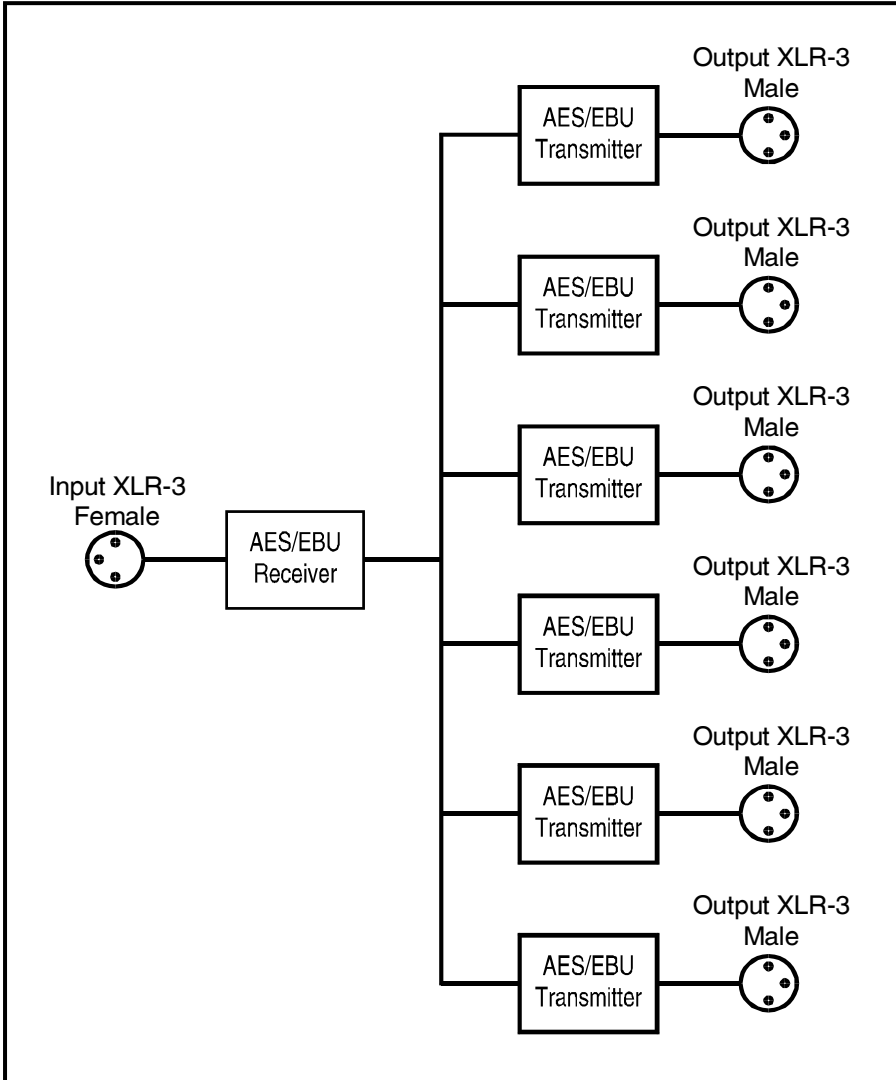 Output XLR-3
Male
AES/EBU
Transmitter
Output XLR-3
Male
AES/EBU
Transmitter
Output XLR-3
Male
AES/EBU
Transmitter
Input XLR-3
Female
AES/EBU
Receiver
Output XLR-3
Male
AES/EBU
Transmitter
Output XLR-3
Male
AES/EBU
Transmitter
Output XLR-3
Male
AES/EBU
Transmitter